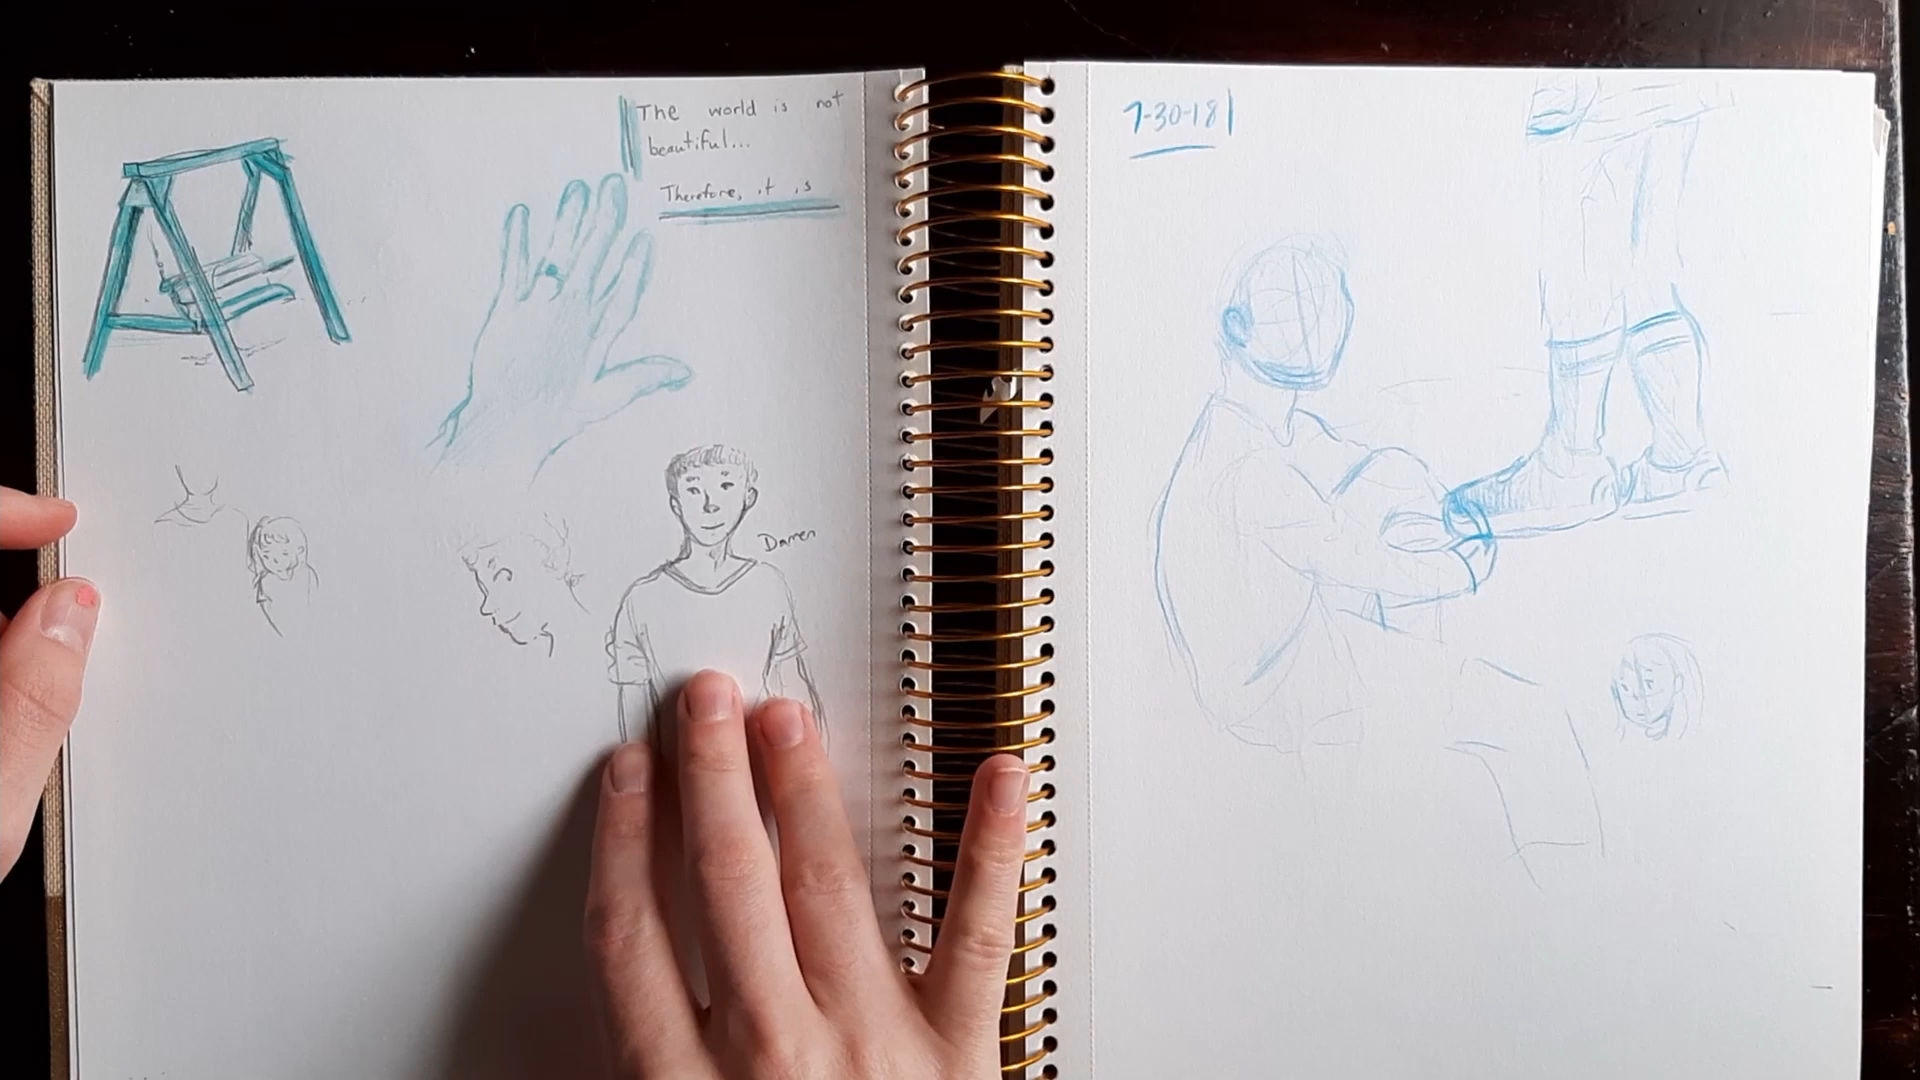 The world is not
beautiful...
Therefore, it is
Darren
7-30-18